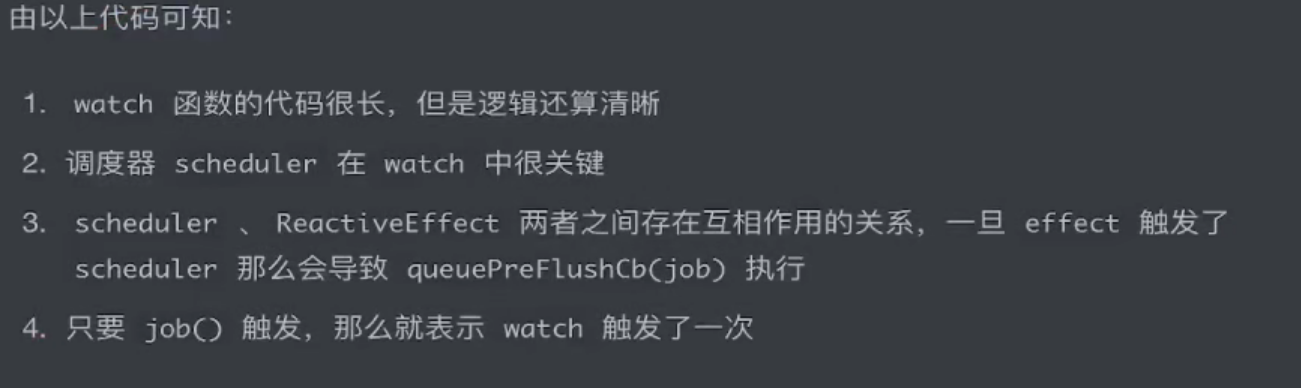 由以上代码可知：
1. watch 函数的代码很长，但是逻辑还算清晰
2. 调度器 scheduler 在 watch 中很关键
3. scheduler 、 ReactiveEffect 两者之间存在互相作用的关系，一旦 effect 触发了
scheduler 那么会导致 queuePreFlushCb(job) 执行
4. 只要 job() 触发，那么就表示 watch 触发了一次